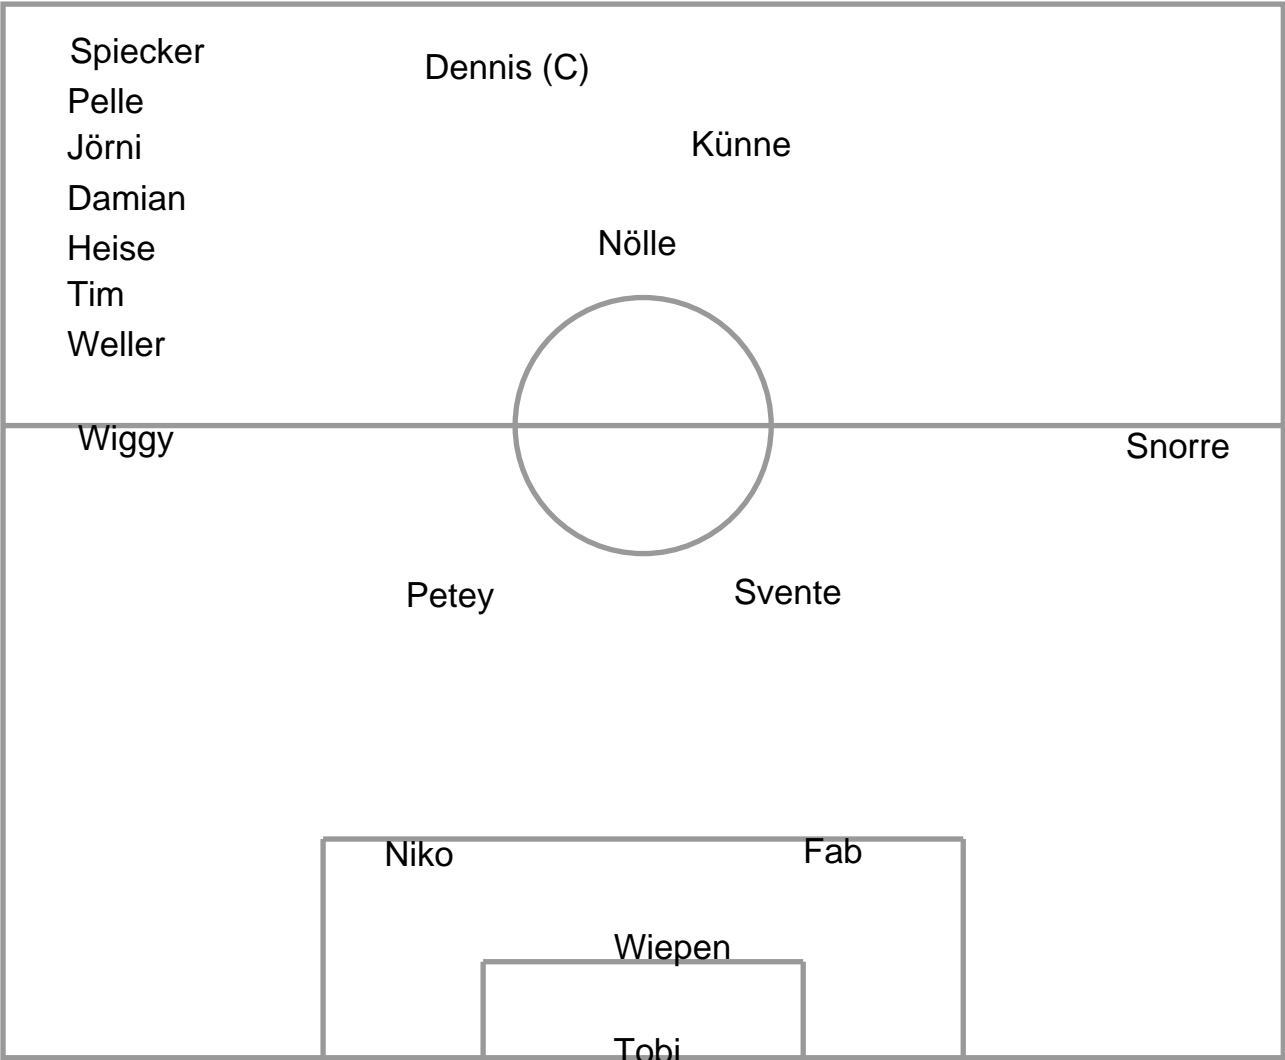 Spiecker
Dennis (C)
Pelle
Künne
Jörni
Damian
Nölle
Heise
Tim
Weller
Wiggy
Snorre
Petey
Svente
Niko
Fab
Wiepen
Tobi